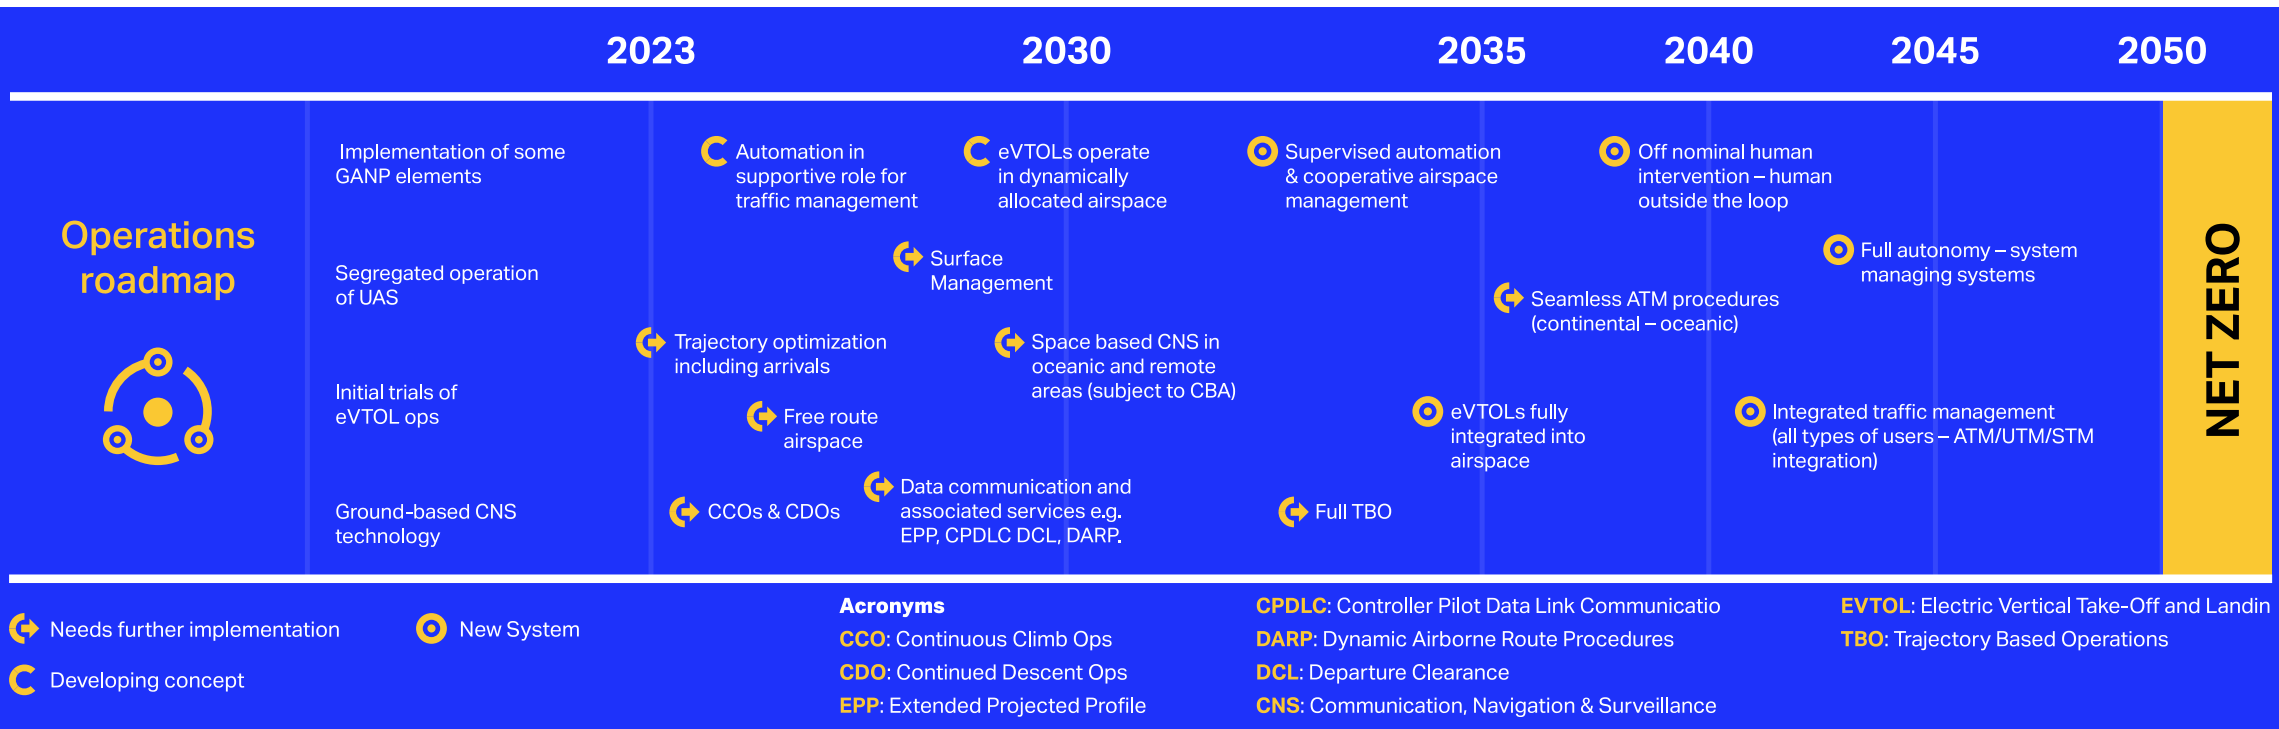 2023
2030
2035
2040
2045
2050
Operations
roadmap
Implementation of some
GANP elements
Segregated operation
of UAS
Initial trials of
eVTOL ops
Ground-based CNS
technology
Automation in
supportive role for
traffic management
eVTOLs operate
in dynamically
allocated airspace
Supervised automation
& cooperative airspace
management
Off nominal human
intervention – human
outside the loop
Surface
Management
Full autonomy – system
managing systems
Seamless ATM procedures
(continental – oceanic)
Trajectory optimization
including arrivals
Space based CNS in
oceanic and remote
areas (subject to CBA)
Free route
airspace
eVTOLs fully
integrated into
airspace
Integrated traffic management
(all types of users – ATM/UTM/STM
integration)
CCOs & CDOs
Data communication and
associated services e.g.
EPP, CPDLC DCL, DARP.
Full TBO
NET ZERO
Needs further implementation
New System
Developing concept
Acronyms
CCO: Continuous Climb Ops
CDO: Continued Descent Ops
EPP: Extended Projected Profile
CPDLC: Controller Pilot Data Link Communicatio
DARP: Dynamic Airborne Route Procedures
DCL: Departure Clearance
CNS: Communication, Navigation & Surveillance
EVTOL: Electric Vertical Take-Off and Landin
TBO: Trajectory Based Operations